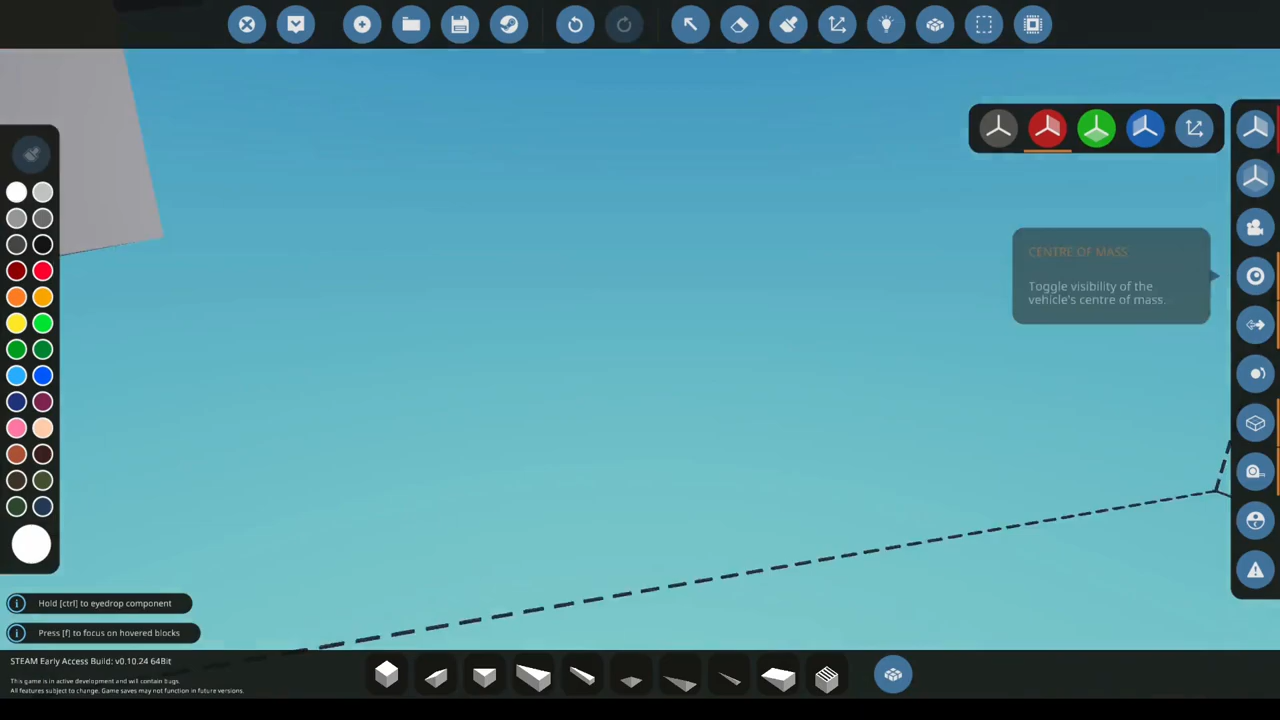 CENTRE OF MASS
Toggle visibility of the
vehicle's centre of mass.
Hold [ctrl] to eyedrop component
Press [f] to focus on hovered blocks
STEAM Early Access Build: v0.10.24 64Bit
This game is in active development and will contain bugs
All features subject to change. Game saves may not function in future versions.